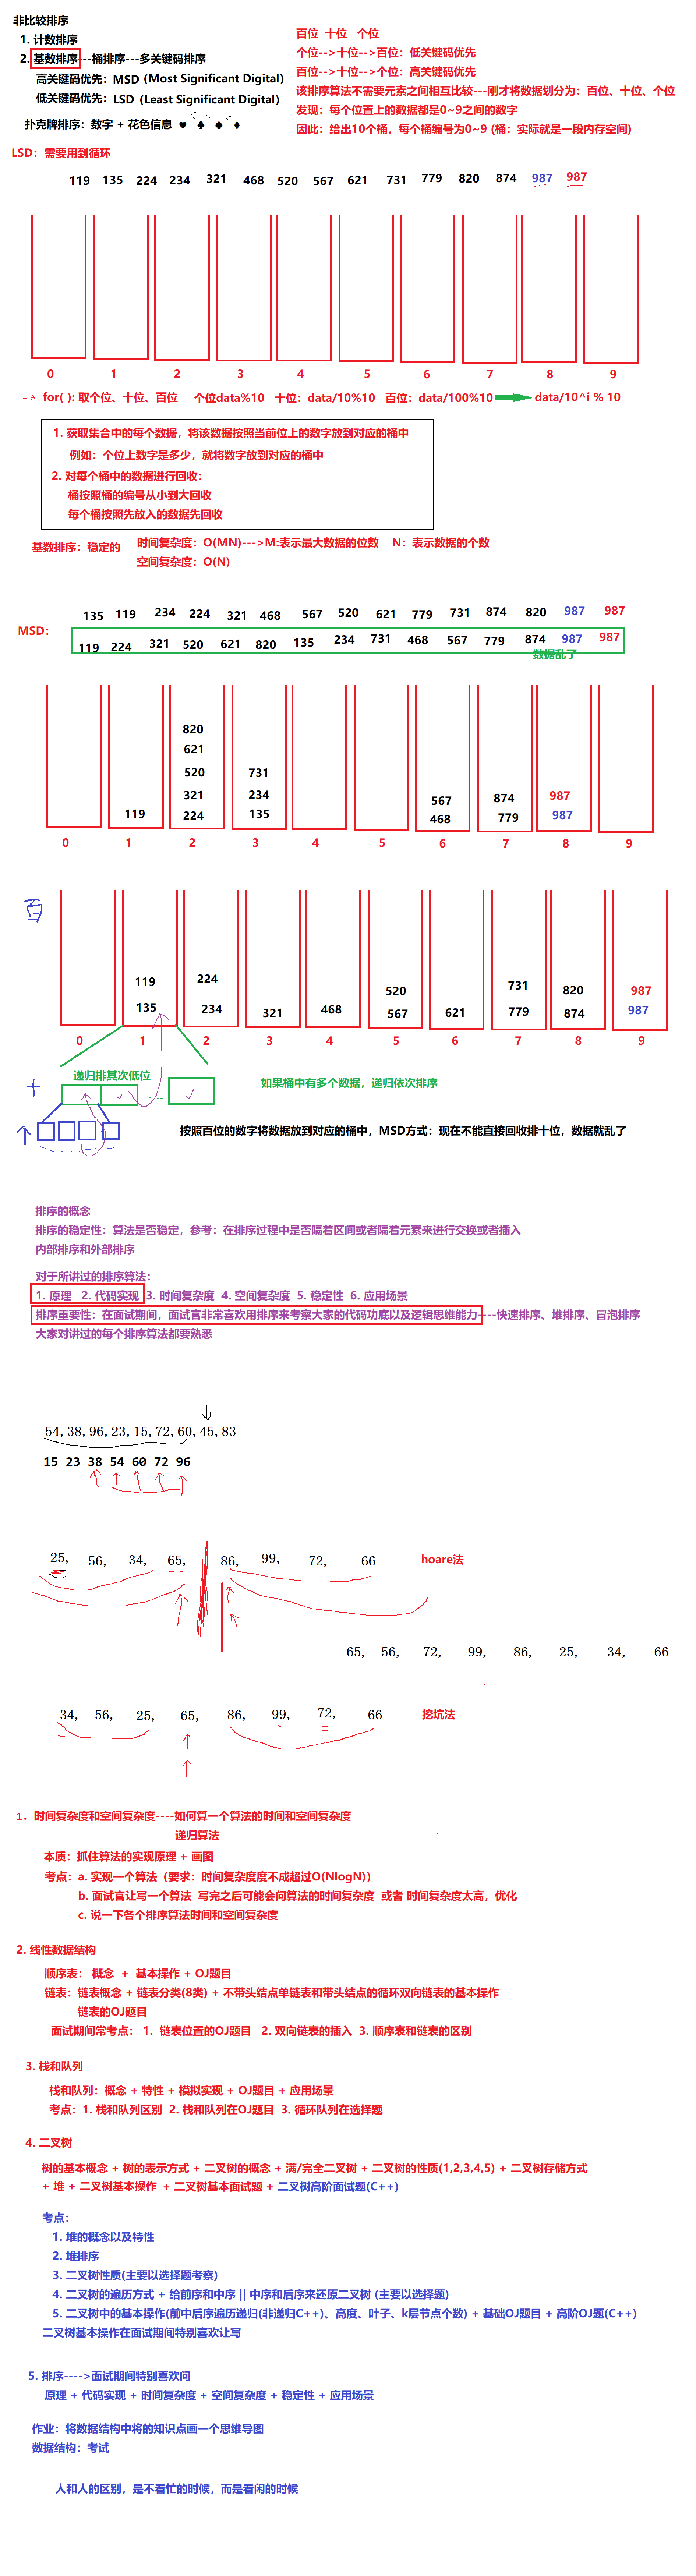 非比较排序
1. 计数排序
2. 基数排序---桶排序---多关键码排序
高关键码优先：MSD (Most Significant Digital)
低关键码优先：LSD (Least Significant Digital)
扑克牌排序：数字 + 花色信息 ♥ < ♣ < ♠ < ♦
百位 十位 个位
个位-->十位-->百位：低关键码优先
百位-->十位-->个位：高关键码优先
该排序算法不需要元素之间相互比较---刚才将数据划分为：百位、十位、个位
发现：每个位置上的数据都是0~9之间的数字
因此：给出10个桶，每个桶编号为0~9 (桶：实际就是一段内存空间)
LSD：需要用到循环
119 135 224 234 321 468 520 567 621 731 779 820 874 987 987
0 1 2 3 4 5 6 7 8 9
for( ): 取个位、十位、百位 个位data%10 十位：data/10%10 百位：data/100%10 data/10^i % 10
1. 获取集合中的每个数据，将该数据按照当前位上的数字放到对应的桶中
例如：个位上数字是多少，就将数字放到对应的桶中
2. 对每个桶中的数据进行回收：
桶按照桶的编号从小到大回收
每个桶按照先放入的数据先回收
基数排序：稳定的
时间复杂度：O(MN)--->M:表示最大数据的位数 N：表示数据的个数
空间复杂度：O(N)
135 119 234 224 321 468 567 520 621 779 731 874 820 987 987
MSD：
119 224 321 520 621 820 135 234 731 468 567 779 874 987 987
数据乱了
820
621
520 731
321 234 567 874 987
119 224 135 468 779 987
0 1 2 3 4 5 6 7 8 9
百
119 224 520 731 820 987
135 234 321 468 567 621 779 874 987
0 1 2 3 4 5 6 7 8 9
递归排其次低位
如果桶中有多个数据，递归依次排序
十
个
按照百位的数字将数据放到对应的桶中，MSD方式：现在不能直接回收排十位，数据就乱了
排序的概念
排序的稳定性：算法是否稳定，参考：在排序过程中是否隔着区间或者隔着元素来进行交换或者插入
内部排序和外部排序
对于所讲过的排序算法：
1. 原理 2. 代码实现 3. 时间复杂度 4. 空间复杂度 5. 稳定性 6. 应用场景
排序重要性：在面试期间，面试官非常喜欢用排序来考察大家的代码功底以及逻辑思维能力----快速排序、堆排序、冒泡排序
大家对讲过的每个排序算法都要熟悉
54,38,96,23,15,72,60,45,83
15 23 38 54 60 72 96
25, 56, 34, 65, 86, 99, 72, 66 hoare法
65, 56, 72, 99, 86, 25, 34, 66
34, 56, 25, 65, 86, 99, 72, 66 挖坑法
1. 时间复杂度和空间复杂度----如何算一个算法的时间和空间复杂度
递归算法
本质：抓住算法的实现原理 + 画图
考点：a. 实现一个算法（要求：时间复杂度度不成超过O(NlogN)）
b. 面试官让写一个算法 写完之后可能会问算法的时间复杂度 或者 时间复杂度太高，优化
c. 说一下各个排序算法时间和空间复杂度
2. 线性数据结构
顺序表： 概念 + 基本操作 + OJ题目
链表：链表概念 + 链表分类(8类) + 不带头结点单链表和带头结点的循环双向链表的基本操作
链表的OJ题目
面试期间常考点： 1. 链表位置的OJ题目 2. 双向链表的插入 3. 顺序表和链表的区别
3. 栈和队列
栈和队列：概念 + 特性 + 模拟实现 + OJ题目 + 应用场景
考点：1. 栈和队列区别 2. 栈和队列在OJ题目 3. 循环队列在选择题
4. 二叉树
树的基本概念 + 树的表示方式 + 二叉树的概念 + 满/完全二叉树 + 二叉树的性质(1,2,3,4,5) + 二叉树存储方式
+ 堆 + 二叉树基本操作 + 二叉树基本面试题 + 二叉树高阶面试题(C++)
考点：
1. 堆的概念以及特性
2. 堆排序
3. 二叉树性质(主要以选择题考察)
4. 二叉树的遍历方式 + 给前序和中序 || 中序和后序来还原二叉树 (主要以选择题)
5. 二叉树中的基本操作(前中后序遍历递归(非递归C++)、高度、叶子、k层节点个数) + 基础OJ题目 + 高阶OJ题(C++)
二叉树基本操作在面试期间特别喜欢让写
5. 排序---->面试期间特别喜欢问
原理 + 代码实现 + 时间复杂度 + 空间复杂度 + 稳定性 + 应用场景
作业：将数据结构中将的知识点画一个思维导图
数据结构：考试
人和人的区别，是不看忙的时候，而是看闲的时候